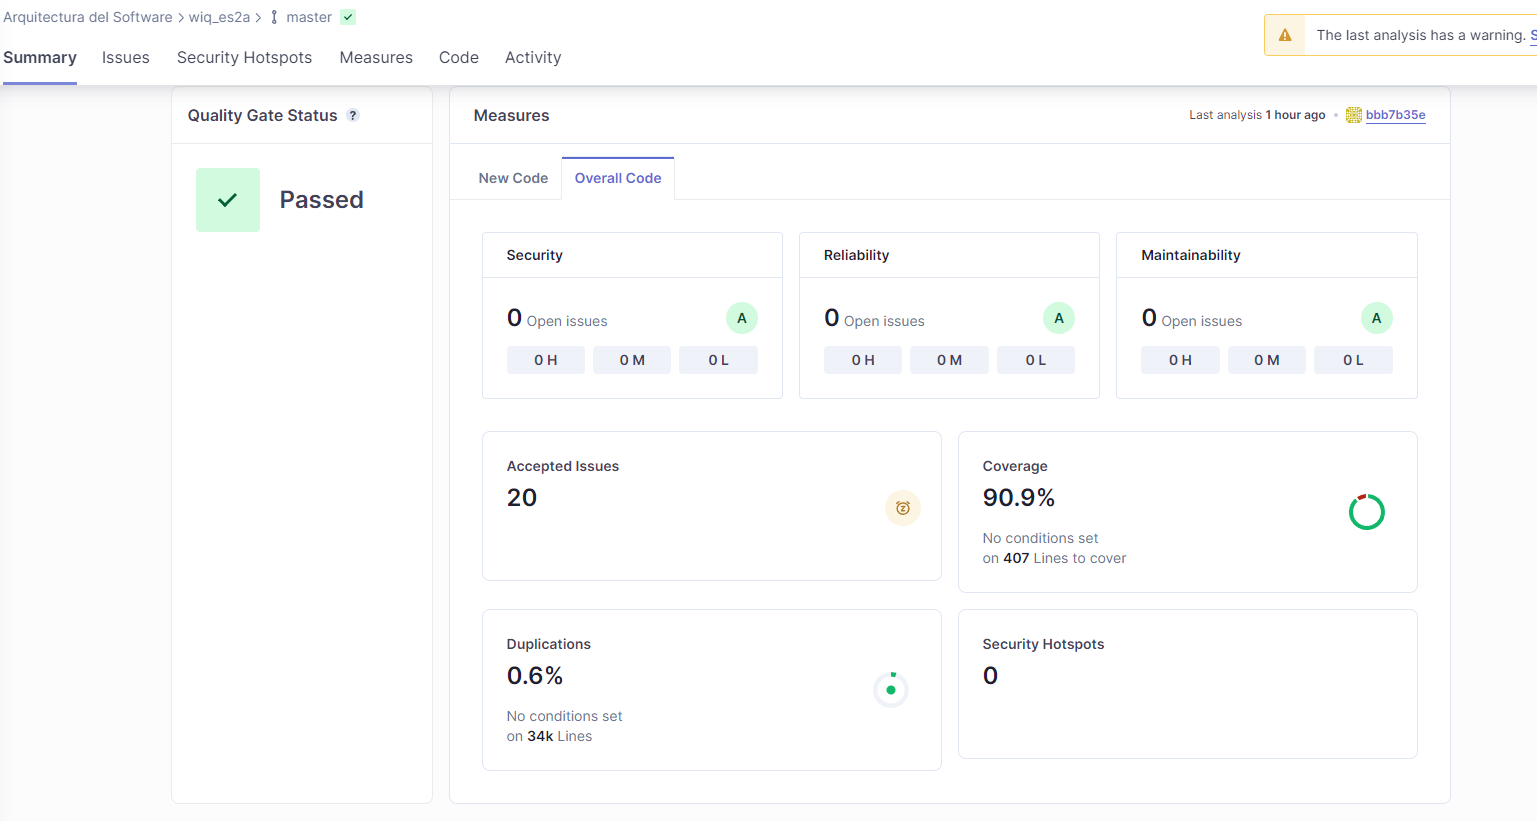 Arquitectura del Software > wiq_es2a > master
The last analysis has a warning. S
Summary Issues Security Hotspots Measures Code Activity
Quality Gate Status ?
Passed
Measures
Last analysis 1 hour ago • bbb7b35e
New Code Overall Code
Security
0 Open issues A
0 H 0 M 0 L
Reliability
0 Open issues A
0 H 0 M 0 L
Maintainability
0 Open issues A
0 H 0 M 0 L
Accepted Issues
20
Coverage
90.9%
No conditions set
on 407 Lines to cover
Duplications
0.6%
No conditions set
on 34k Lines
Security Hotspots
0